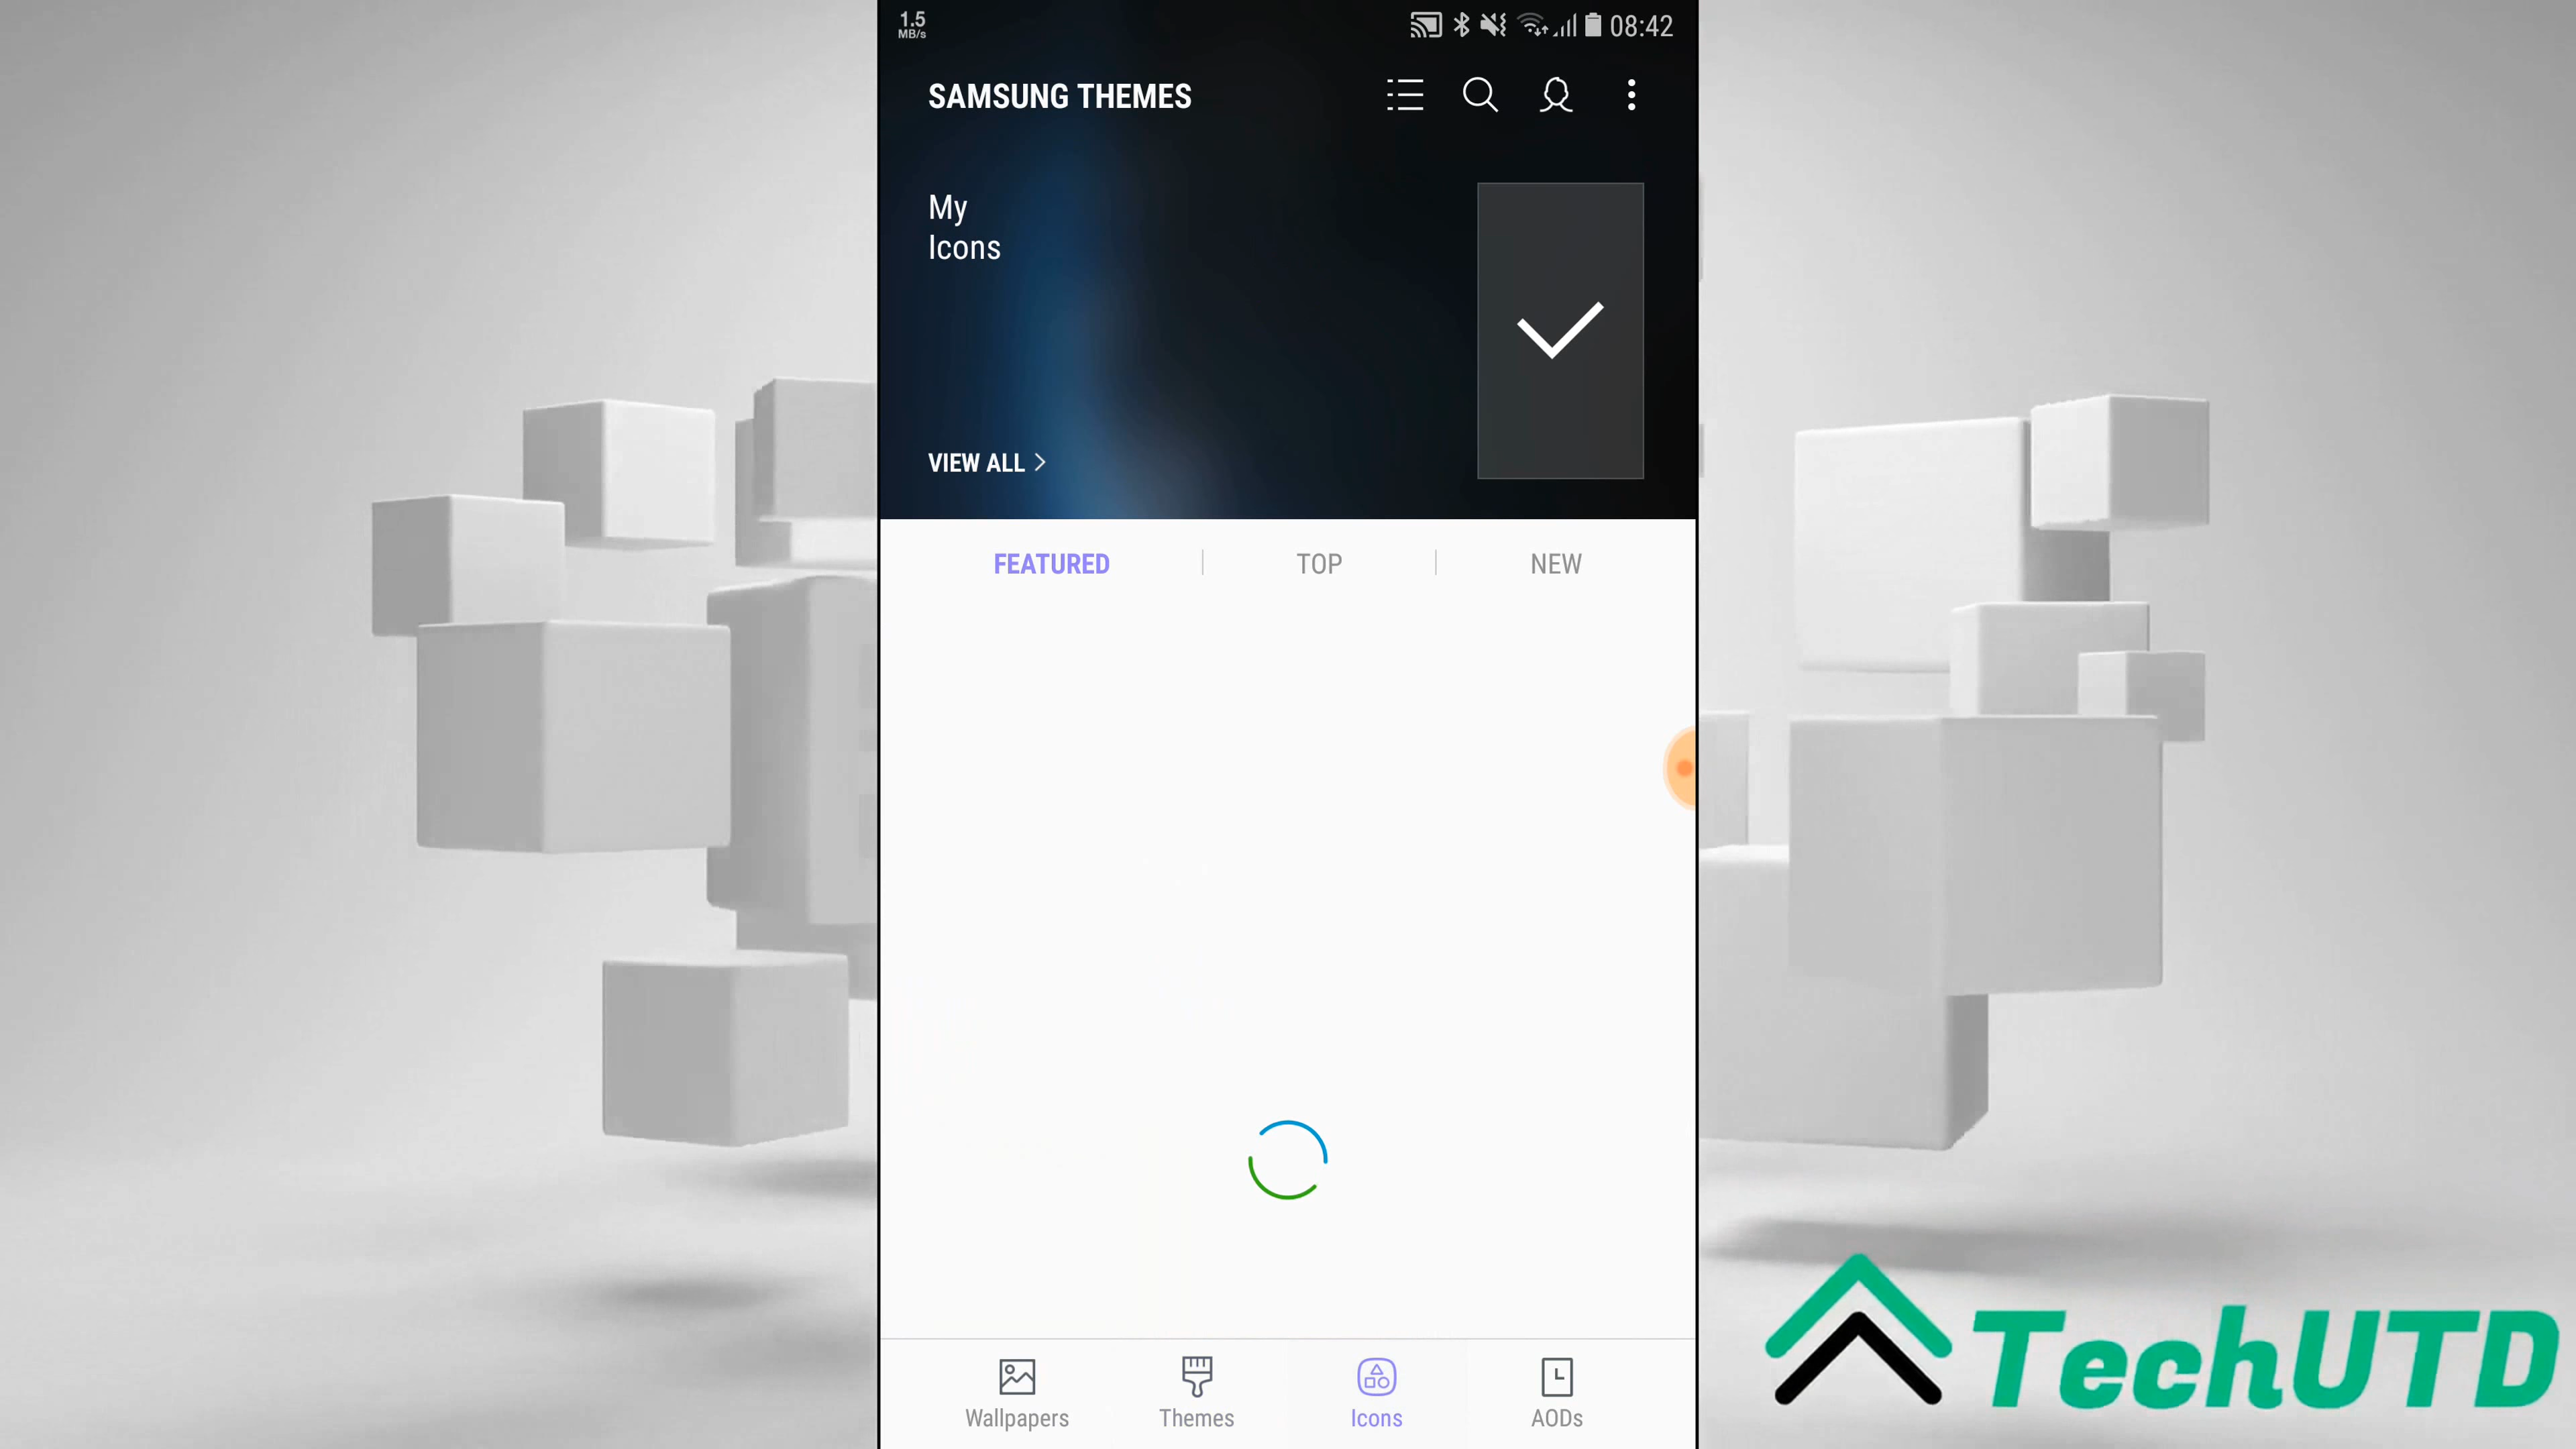 1.5
MB/s
08:42
SAMSUNG THEMES
My
Icons
VIEW ALL
FEATURED
TOP
NEW
Wallpapers
Themes
Icons
AODs
TechUTD